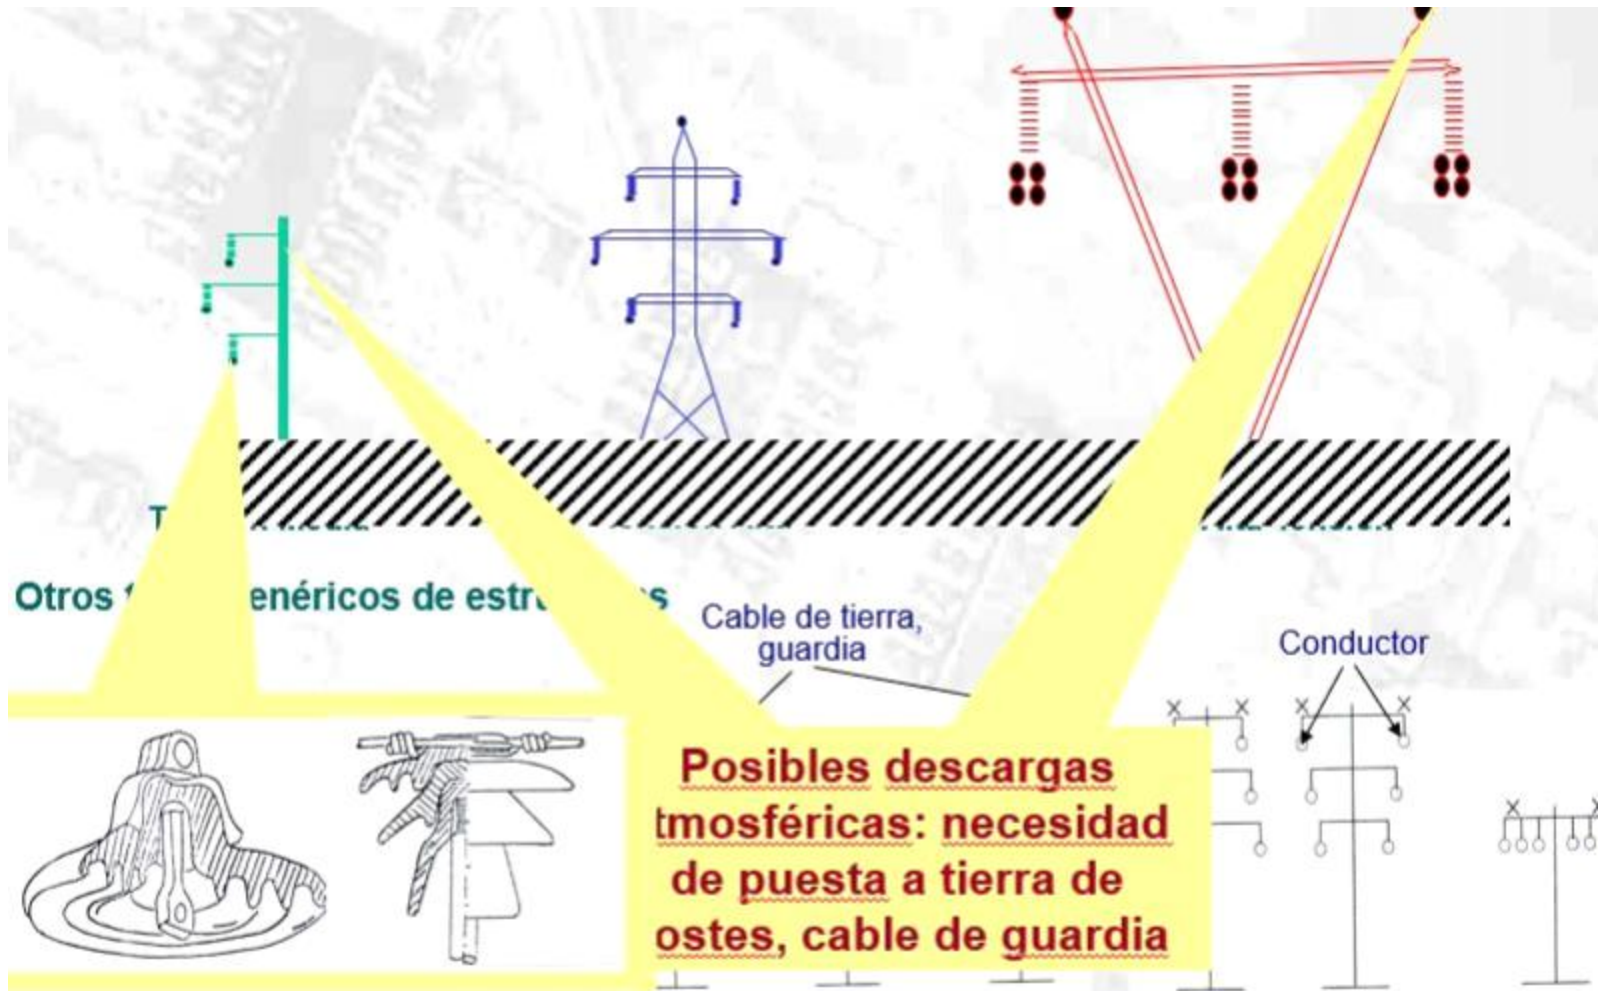 Otros enéricos de estru s
Cable de tierra,
guardia
Conductor
Posibles descargas
tmosféricas: necesidad
de puesta a tierra de
ostes, cable de guardia